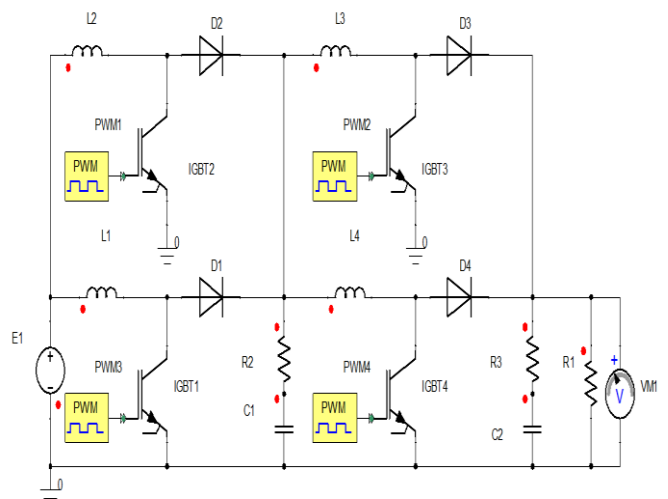 L2 D2 L3 D3
PWM1 PWM2
PWM IGBT2 PWM IGBT3
0 0
L1 L4
D1 D4
E1 PWM3 R2 PWM4 R3 R1
IGBT1 IGBT4 VM1
PWM C1 PWM C2 V
0